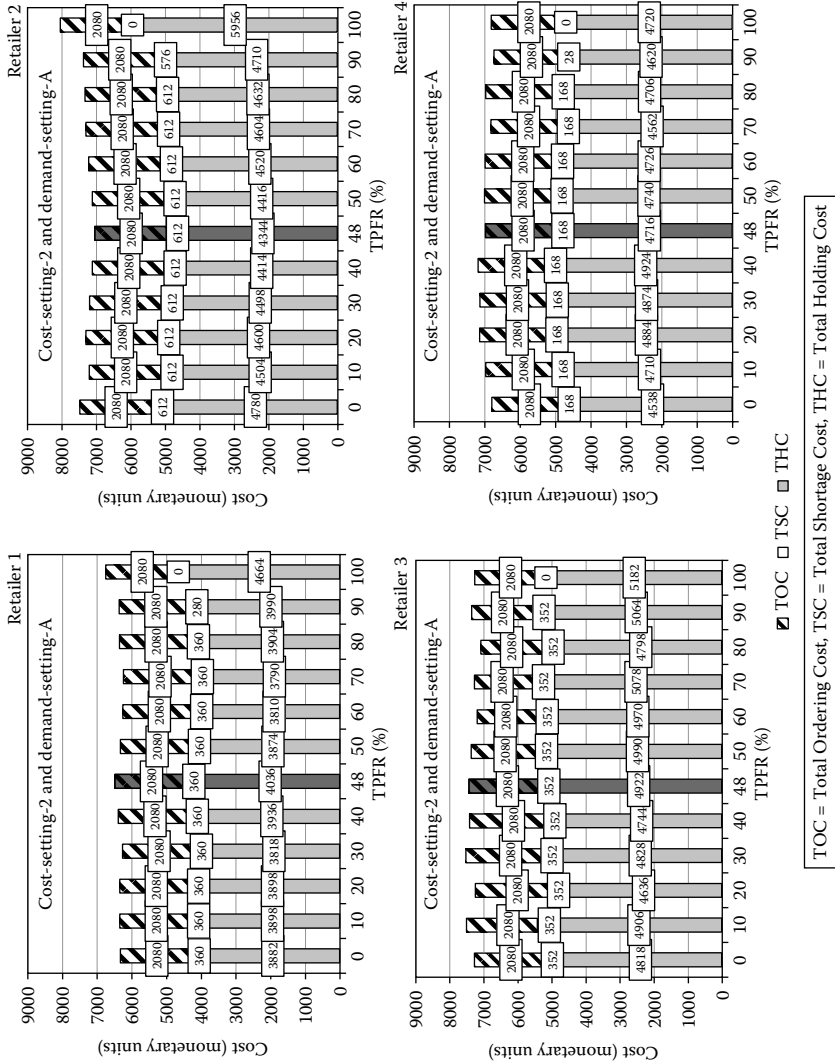 Retailer 1
Cost-setting-2 and demand-setting-A
Cost (monetary units)
9000
8000
7000
6000
5000
4000
3000
2000
1000
0
2080 2080 2080 2080 2080 2080 2080 2080 2080 2080 2080 2080
360 360 360 360 360 360 360 360 360 360 280 0
3882 3898 3898 3818 3936 4036 3874 3810 3790 3904 3990 4664
0 10 20 30 40 48 50 60 70 80 90 100
TPFR (%)
Retailer 2
Cost-setting-2 and demand-setting-A
Cost (monetary units)
9000
8000
7000
6000
5000
4000
3000
2000
1000
0
2080 2080 2080 2080 2080 2080 2080 2080 2080 2080 2080 2080
612 612 612 612 612 612 612 612 612 612 576 0
4780 4504 4600 4498 4414 4344 4416 4520 4604 4632 4710 5956
0 10 20 30 40 48 50 60 70 80 90 100
TPFR (%)
Retailer 3
Cost-setting-2 and demand-setting-A
Cost (monetary units)
9000
8000
7000
6000
5000
4000
3000
2000
1000
0
2080 2080 2080 2080 2080 2080 2080 2080 2080 2080 2080 2080
352 352 352 352 352 352 352 352 352 352 352 0
4818 4906 4636 4828 4744 4922 4990 4970 5078 4798 5064 5182
0 10 20 30 40 48 50 60 70 80 90 100
TPFR (%)
Retailer 4
Cost-setting-2 and demand-setting-A
Cost (monetary units)
9000
8000
7000
6000
5000
4000
3000
2000
1000
0
2080 2080 2080 2080 2080 2080 2080 2080 2080 2080 2080 2080
168 168 168 168 168 168 168 168 168 168 28 0
4538 4710 4884 4874 4924 4716 4740 4726 4562 4706 4620 4720
0 10 20 30 40 48 50 60 70 80 90 100
TPFR (%)
TOC TSC THC
TOC = Total Ordering Cost, TSC = Total Shortage Cost, THC = Total Holding Cost